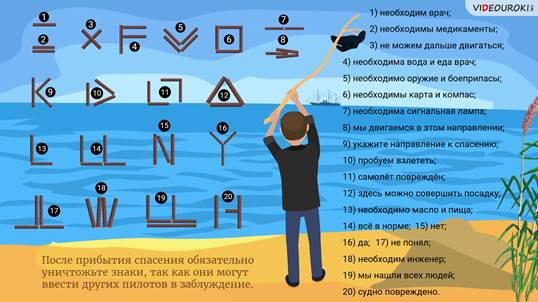 VIDEOUROKI
1) необходим врач;
2) необходимы медикаменты;
3) не можем дальше двигаться;
4) необходима вода и еда врач;
5) необходимо оружие и боеприпасы;
6) необходимы карта и компас;
7) необходима сигнальная лампа;
8) мы двигаемся в этом направлении;
9) укажите направление к спасению;
10) пробуем взлететь;
11) самолёт повреждён;
12) здесь можно совершить посадку;
13) необходимо масло и пища;
14) всё в норме; 15) нет;
16) да; 17) не понял;
18) необходим инженер;
19) мы нашли всех людей;
20) судно повреждено.
1
2
3
4
5
6
7
8
9
10
11
12
13
14
15
16
17
18
19
20
После прибытия спасения обязательно
уничтожьте знаки, так как они могут
ввести других пилотов в заблуждение.